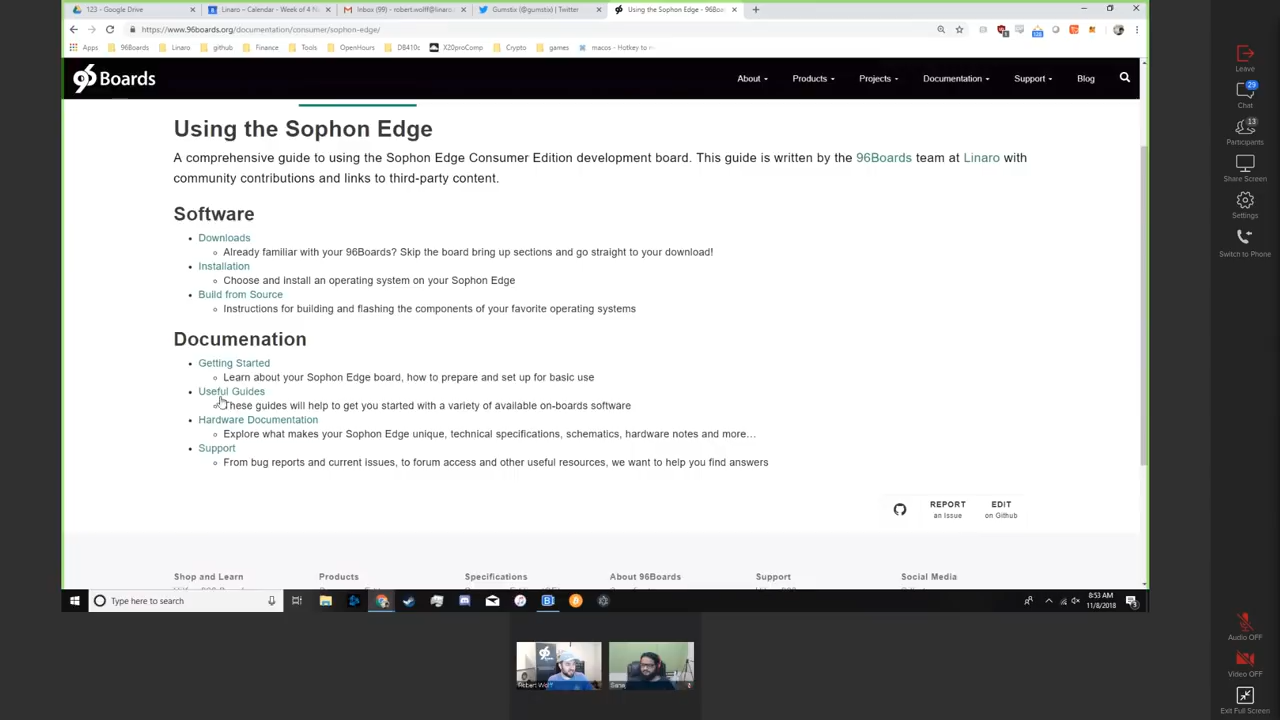 123 - Google Drive
Linaro – Calendar - Week of 4 N
Inbox (99) - robert.wolff@linaro.
Gumstix (@gumstix) | Twitter
Using the Sophon Edge - 96Boa
https://www.96boards.org/documentation/consumer/sophon-edge/
Apps 96Boards Linaro github Finance Tools OpenHours DB410c X20proComp Crypto games macos - Hotkey to re
96Boards
About Products Projects Documentation Support Blog
Using the Sophon Edge
A comprehensive guide to using the Sophon Edge Consumer Edition development board. This guide is written by the 96Boards team at Linaro with
community contributions and links to third-party content.
Software
Downloads
Already familiar with your 96Boards? Skip the board bring up sections and go straight to your download!
Installation
Choose and install an operating system on your Sophon Edge
Build from Source
Instructions for building and flashing the components of your favorite operating systems
Documenation
Getting Started
Learn about your Sophon Edge board, how to prepare and set up for basic use
Useful Guides
These guides will help to get you started with a variety of available on-boards software
Hardware Documentation
Explore what makes your Sophon Edge unique, technical specifications, schematics, hardware notes and more…
Support
From bug reports and current issues, to forum access and other useful resources, we want to help you find answers
REPORT EDIT
an Issue on Github
Shop and Learn Products Specifications About 96Boards Support Social Media
Type here to search
8:53 AM
11/8/2018
Robert Wolff
Leave
29
Chat
13
Participants
Share Screen
Settings
Switch to Phone
Audio OFF
Video OFF
Exit Full Screen